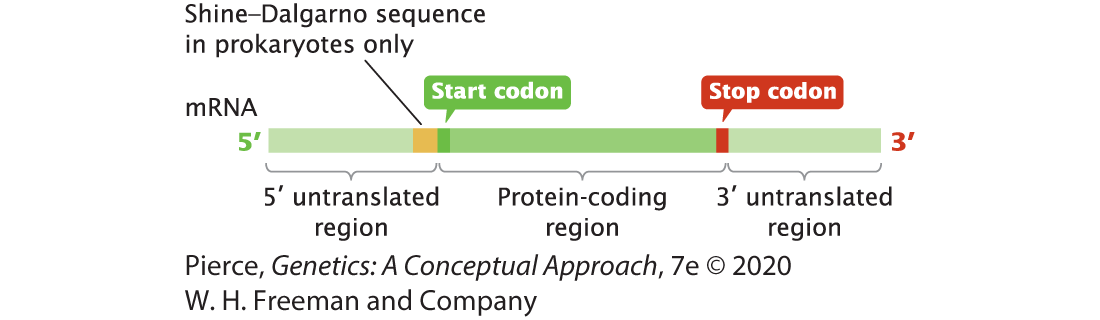 Shine–Dalgarno sequence
in prokaryotes only
Start codon
Stop codon
mRNA
5′
3′
5′ untranslated
region
Protein-coding
region
3′ untranslated
region
Pierce, Genetics: A Conceptual Approach, 7e © 2020
W. H. Freeman and Company